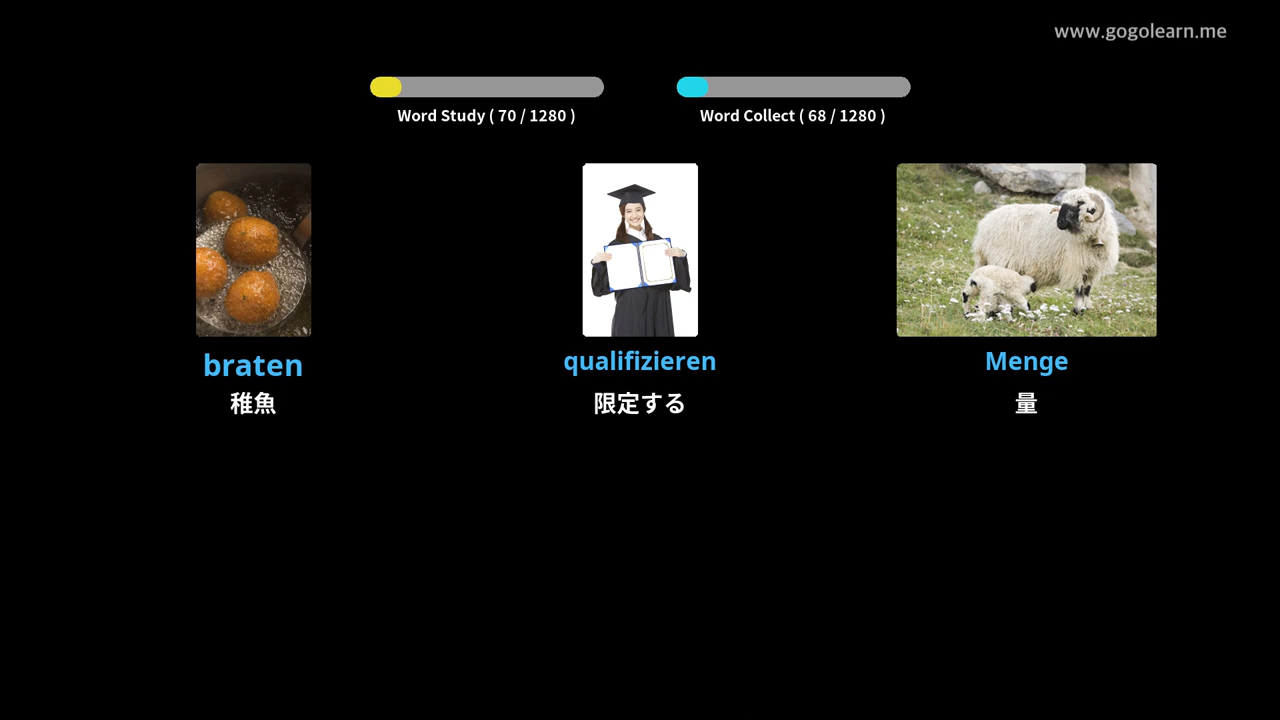 www.gogolearn.me
Word Study ( 70 / 1280 )
Word Collect ( 68 / 1280 )
braten
qualifizieren
Menge
稚魚
限定する
量